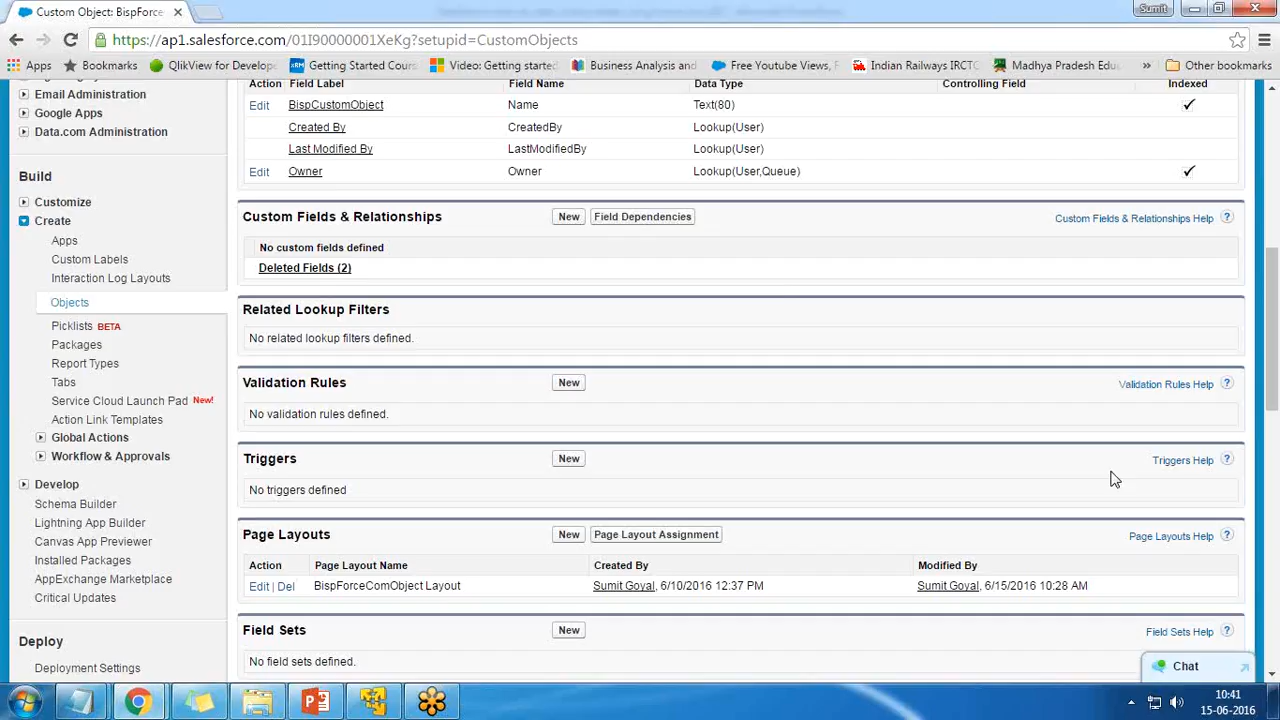 Custom Object: BispForce
Sumit
https://ap1.salesforce.com/01I90000001XeKg?setupid=CustomObjects
Apps
Bookmarks
QlikView for Develop
Getting Started Cour
Video: Getting starte
Business Analysis and
Free Youtube Views,
Indian Railways IRCTC
Madhya Pradesh Edu
»
Other bookmarks
Email Administration
Google Apps
Data.com Administration
Build
Customize
Create
Apps
Custom Labels
Interaction Log Layouts
Objects
Picklists BETA
Packages
Report Types
Tabs
Service Cloud Launch Pad New!
Action Link Templates
Global Actions
Workflow & Approvals
Develop
Schema Builder
Lightning App Builder
Canvas App Previewer
Installed Packages
AppExchange Marketplace
Critical Updates
Deploy
Deployment Settings
Action Field Label Field Name Data Type Controlling Field Indexed
Edit BispCustomObject Name Text(80)
Created By CreatedBy Lookup(User)
Last Modified By LastModifiedBy Lookup(User)
Edit Owner Owner Lookup(User,Queue)
Custom Fields & Relationships New Field Dependencies Custom Fields & Relationships Help ?
No custom fields defined
Deleted Fields (2)
Related Lookup Filters
No related lookup filters defined.
Validation Rules New Validation Rules Help ?
No validation rules defined.
Triggers New Triggers Help ?
No triggers defined
Page Layouts New Page Layout Assignment Page Layouts Help ?
Action Page Layout Name Created By Modified By
Edit | Del BispForceComObject Layout Sumit Goyal, 6/10/2016 12:37 PM Sumit Goyal, 6/15/2016 10:28 AM
Field Sets New Field Sets Help ?
No field sets defined.
Chat
10:41
15-06-2016